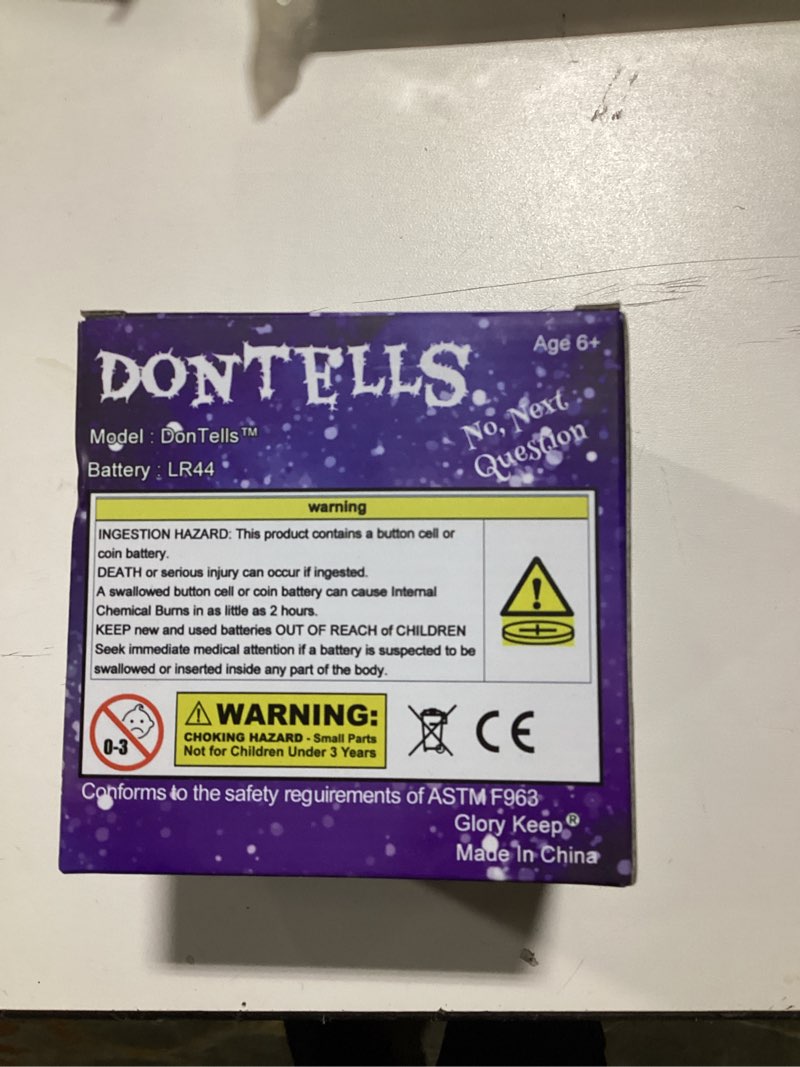 DONTELLS
Age 6+
No, Next
Question
Model : DonTells™
Battery : LR44
warning
INGESTION HAZARD: This product contains a button cell or
coin battery.
DEATH or serious injury can occur if ingested.
A swallowed button cell or coin battery can cause Internal
Chemical Burns in as little as 2 hours.
KEEP new and used batteries OUT OF REACH of CHILDREN
Seek immediate medical attention if a battery is suspected to be
swallowed or inserted inside any part of the body.
0-3
WARNING:
CHOKING HAZARD - Small Parts
Not for Children Under 3 Years
CE
Conforms to the safety reguirements of ASTM F963
Glory Keep®
Made In China